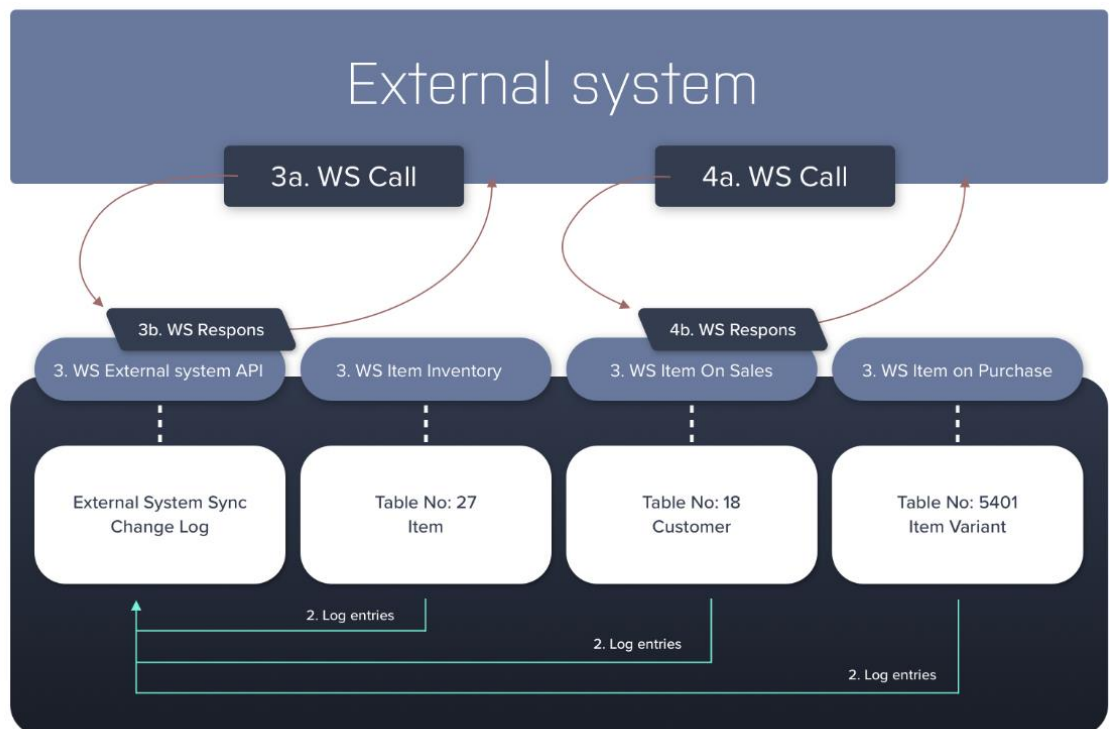 External system
3a. WS Call
4a. WS Call
3b. WS Respons
4b. WS Respons
3. WS External system API
3. WS Item Inventory
3. WS Item On Sales
3. WS Item on Purchase
External System Sync
Change Log
Table No: 27
Item
Table No: 18
Customer
Table No: 5401
Item Variant
2. Log entries
2. Log entries
2. Log entries